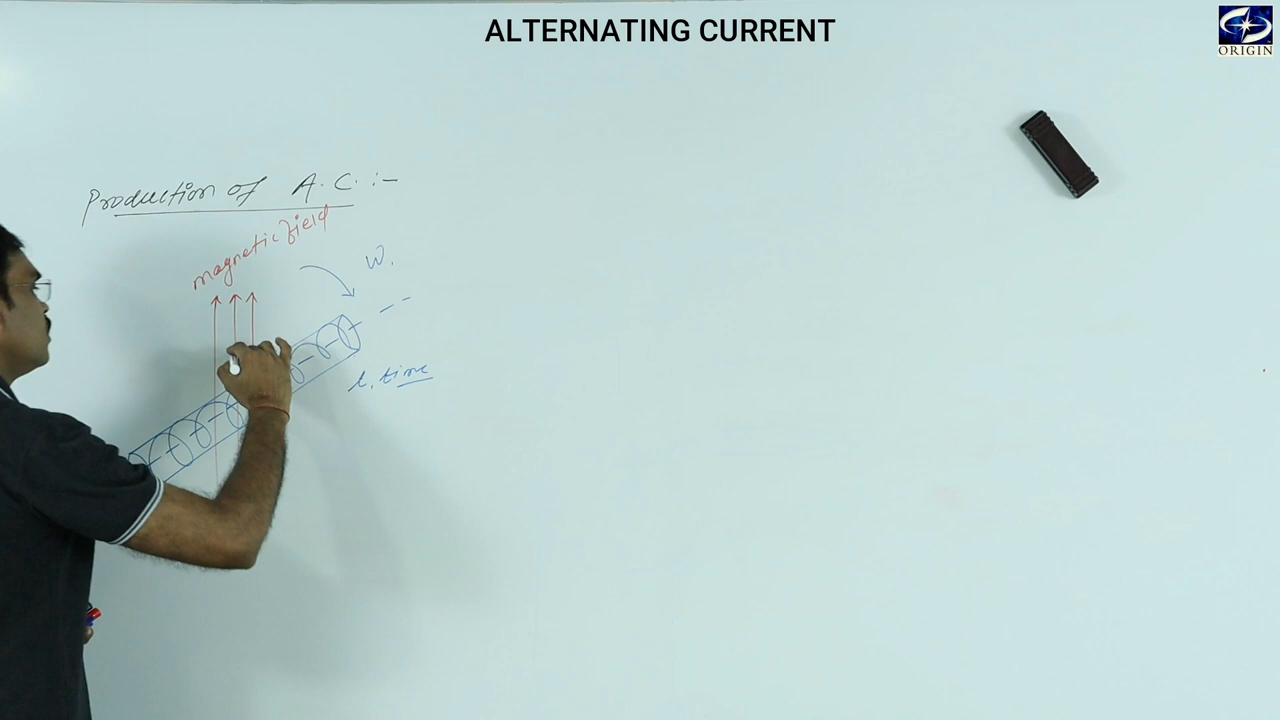 ALTERNATING CURRENT
ORIGIN
Production of A.C. :-
magnetic field
W.
t, time